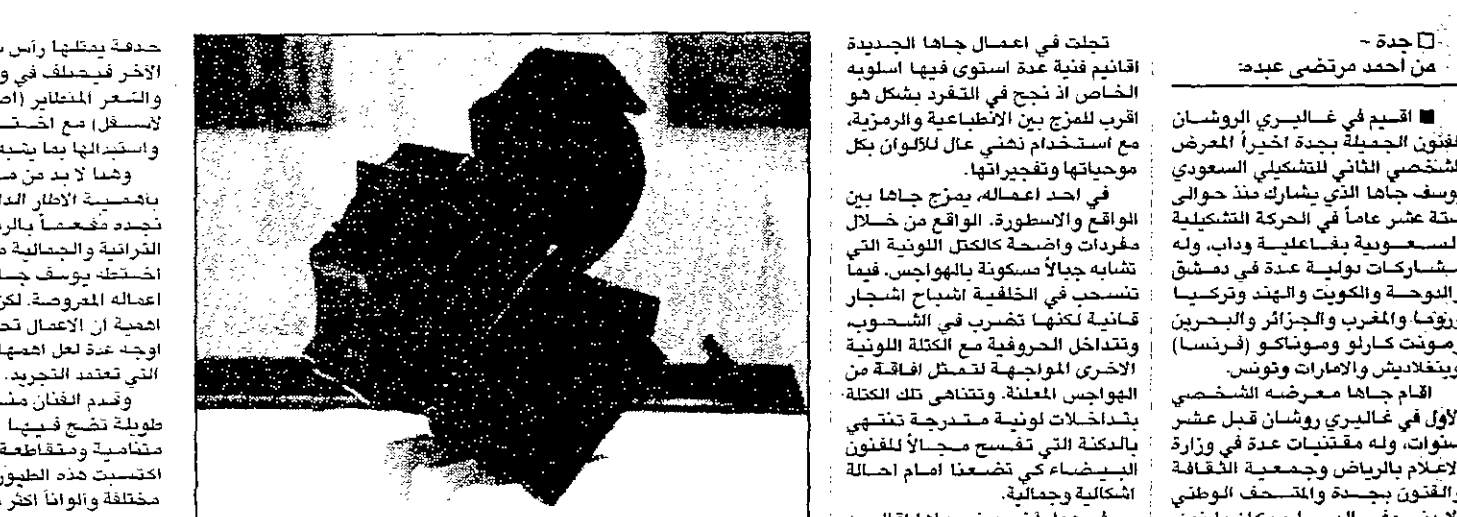 جدة -
من أحمد مرتضى عبده:
■ اقيم في غاليري الروشان
للفنون الجميلة بجدة اخيراً المعرض
الشخصي الثاني للتشكيلي السعودي
يوسف جاها الذي يشارك منذ حوالى
ستة عشر عاماً في الحركة التشكيلية
السعودية بفاعلية وداب، وله
مشاركات دولية عدة في دمشق
والدوحة والكويت والهند وتركيا
وروما والمغرب والجزائر والبحرين
ومونت كارلو وموناكو (فرنسا)
وبنغلاديش والامارات وتونس.
اقام جاها معرضه الشخصي
الأول في غاليري روشان قبل عشر
سنوات، وله مقتنيات عدة في وزارة
الاعلام بالرياض وجمعية الثقافة
والفنون بجدة والمتحف الوطني
تجلت في اعمال جاها الجديدة
اقانيم فنية عدة استوى فيها اسلوبه
الخاص اذ نجح في التفرد بشكل هو
اقرب للمزج بين الانطباعية والرمزية،
مع استخدام تقني عال للألوان بكل
موحياتها وتفجيراتها.
في احد اعماله، يمزج جاها بين
الواقع والاسطورة. الواقع من خلال
مفردات واضحة كالكتل اللونية التي
تشابه جبالاً مسكونة بالهواجس، فيما
تنسحب في الخلفية اشباح اشجار
قانية لكنها تضرب في الشحوب،
وتتداخل الحروفية مع الكتلة اللونية
الاخرى المواجهة لتمثل افاقة من
الهواجس المعلنة. وتتناهى تلك الكتلة
بتداخلات لونية متدرجة تنتهي
بالدكنة التي تفسح مجالاً للفنون
البيضاء كي تضعنا امام احالة
اشكالية وجمالية.
حدقة يمثلها رأس
الآخر فيختلف في
والشعر المتطاير
لأسفل) مع
واستبدالها بما
وهنا لا بد من
بأهمية الاطار
نجده مفعماً
التراثية والجمالية
اختطه يوسف
اعماله المعروضة. لكن
اهمية ان الاعمال
اوجه عدة لعل اهمها
التي تعتمد التجريد.
وقدم الفنان
طويلة تضج فيها
متنامية ومتقاطعة
اكتسبت هذه الطيور
مختلفة والواناً اكثر